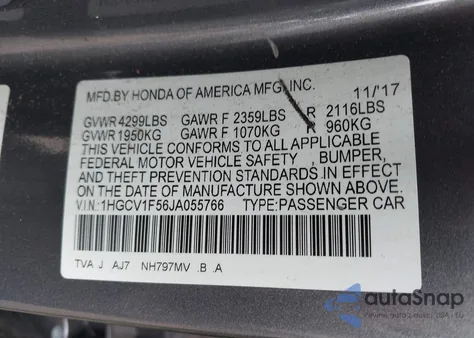 MFD.BY HONDA OF AMERICA MFG.,INC. 11/'17
GVWR 4299LBS GAWR F 2359LBS R 2116LBS
GVWR 1950KG GAWR F 1070KG R 960KG
THIS VEHICLE CONFORMS TO ALL APPLICABLE
FEDERAL MOTOR VEHICLE SAFETY , BUMPER,
AND THEFT PREVENTION STANDARDS IN EFFECT
ON THE DATE OF MANUFACTURE SHOWN ABOVE.
V.I.N.:1HGCV1F56JA055766 TYPE:PASSENGER CAR
TVA J AJ7 NH797MV .B .A
autoSnap